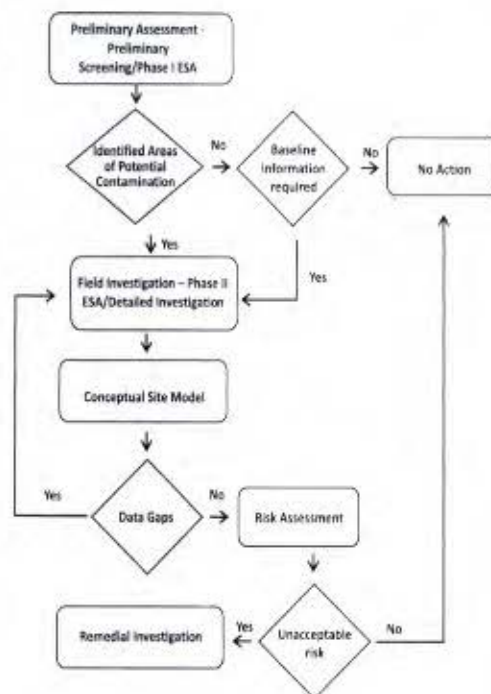 Preliminary Assessment -
Preliminary
Screening/Phase I ESA
Identified Areas
of Potential
Contamination
No
Baseline
Information
required
No
No Action
Yes
Yes
Field Investigation – Phase II
ESA/Detailed Investigation
Conceptual Site Model
Yes
Data Gaps
No
Risk Assessment
Remedial Investigation
Yes
Unacceptable
risk
No